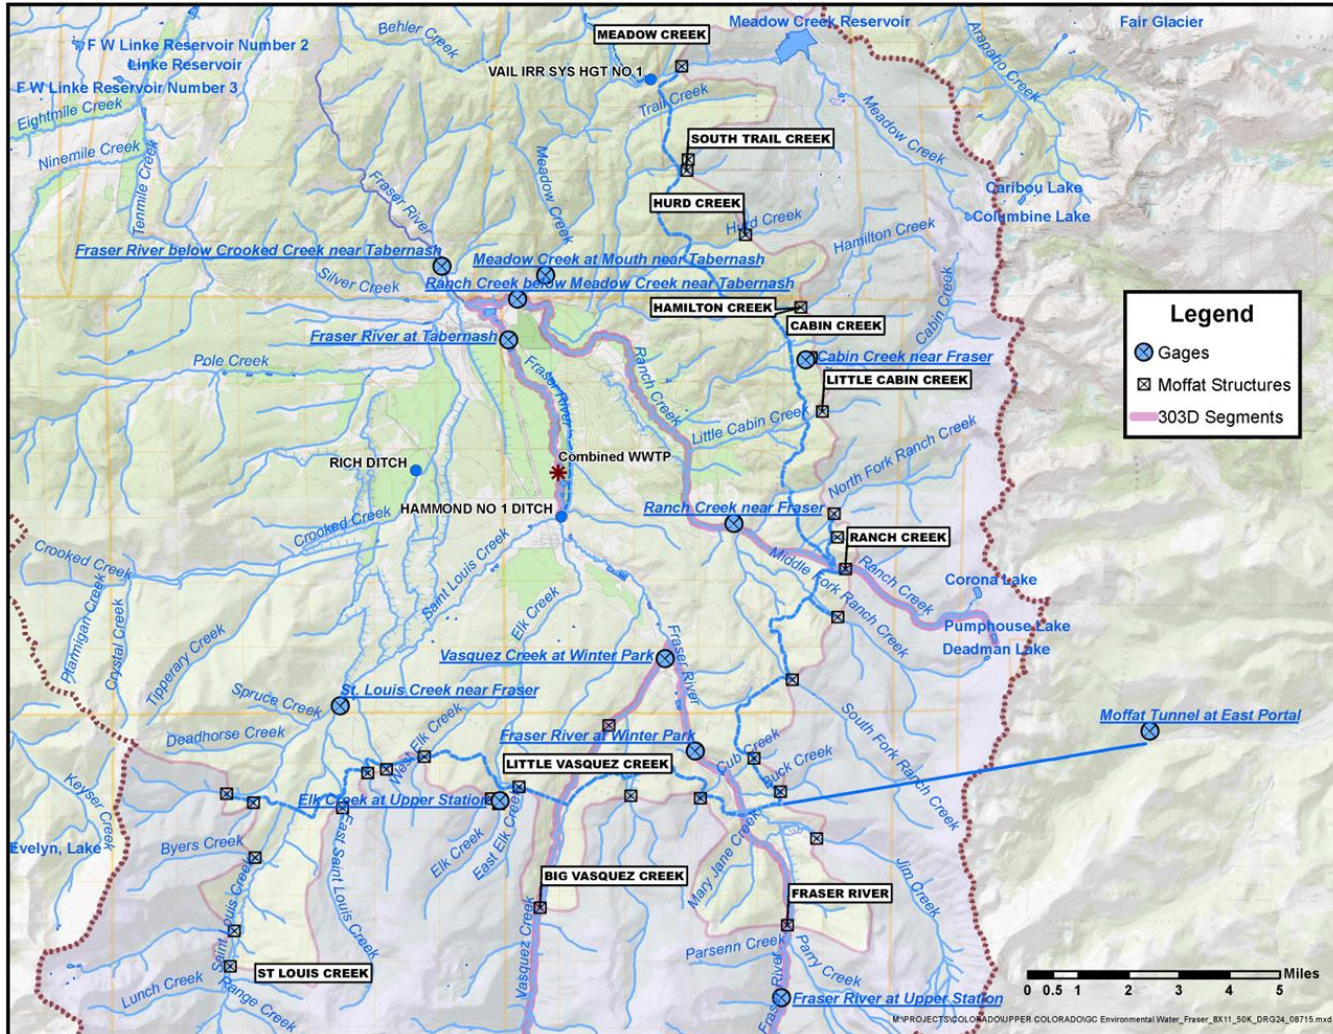 MEADOW CREEK
Meadow Creek Reservoir
Fair Glacier
Behler Creek
F W Linke Reservoir Number 2
Linke Reservoir
Arapaho Creek
VAIL IRR SYS HGT NO.1
F W Linke Reservoir Number 3
Trail Creek
Eightmile Creek
Meadow Creek
SOUTH TRAIL CREEK
Ninemile Creek
Meadow Creek
Tenmile Creek
Caribou Lake
HURD CREEK
Columbine Lake
Fraser River
Hurd Creek
Hamilton Creek
Fraser River below Crooked Creek near Tabernash
Meadow Creek at Mouth near Tabernash
Silver Creek
Ranch Creek below Meadow Creek near Tabernash
Cabin Creek
HAMILTON CREEK
Legend
CABIN CREEK
Fraser River at Tabernash
Gages
Cabin Creek near Fraser
Pole Creek
Fraser River
Ranch Creek
LITTLE CABIN CREEK
Moffat Structures
303D Segments
Little Cabin Creek
North Fork Ranch Creek
Combined WWTP
RICH DITCH
HAMMOND NO 1 DITCH
Ranch Creek near Fraser
Crooked Creek
RANCH CREEK
Crooked Creek
Saint Louis Creek
Middle Fork Ranch Creek
Ranch Creek
Corona Lake
Elk Creek
Pumphouse Lake
Ptarmigan Creek
Crystal Creek
Tipperary Creek
Fraser River
Deadman Lake
Vasquez Creek at Winter Park
St. Louis Creek near Fraser
Spruce Creek
Moffat Tunnel at East Portal
Deadhorse Creek
Fraser River at Winter Park
South Fork Ranch Creek
West Elk Creek
Cub Creek
LITTLE VASQUEZ CREEK
Buck Creek
Keyser Creek
Elk Creek at Upper Station
East Saint Louis Creek
Evelyn, Lake
Byers Creek
Elk Creek
East Elk Creek
Mary Jane Creek
Jim Creek
BIG VASQUEZ CREEK
FRASER RIVER
Saint Louis Creek
Parsenn Creek
Vasquez Creek
Parry Creek
ST LOUIS CREEK
Lunch Creek
Range Creek
Fraser River
Fraser River at Upper Station
Miles
0 0.5 1 2 3 4 5
M:\PROJECTS\COLORADO\UPPER COLORADO\GC Environmental Water_Fraser_8X11_50K_DRG24_08715.mxd